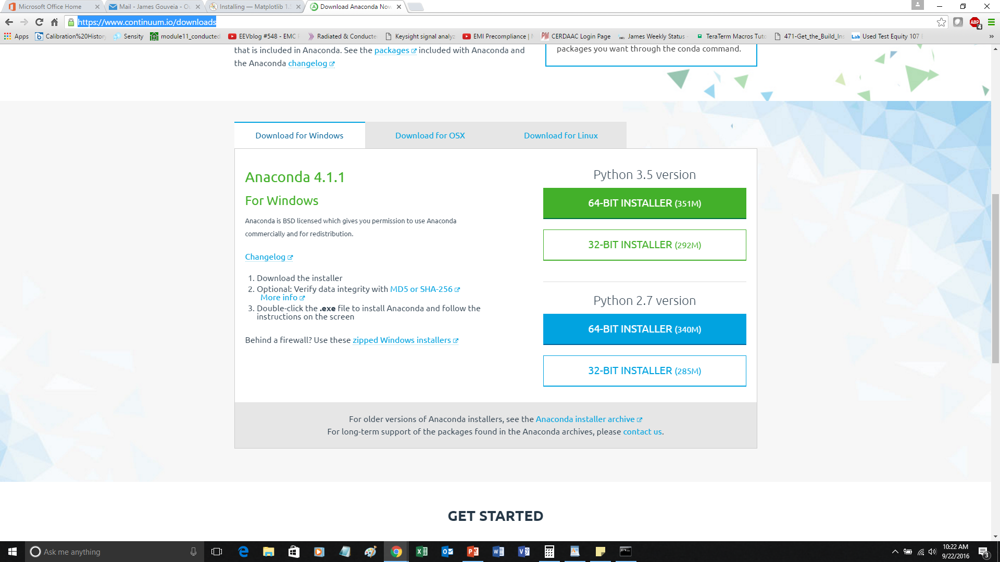 Microsoft Office Home
Mail - James Gouveia - Ou
Installing — Matplotlib 1.5
Download Anaconda Now
https://www.continuum.io/downloads
ABP
4
Apps
Calibration%20History
Sensity
module11_conducted
EEVblog #548 - EMC F
Radiated & Conducte
Keysight signal analyz
EMI Precompliance |
PM
CERDAAC Login Page
James Weekly Status
TeraTerm Macros Tuto
471-Get_the_Build_Ins
Lab
Used Test Equity 107
»
that is included in Anaconda. See the packages included with Anaconda and
the Anaconda changelog
packages you want through the conda command.
Download for Windows
Download for OSX
Download for Linux
Anaconda 4.1.1
For Windows
Anaconda is BSD licensed which gives you permission to use Anaconda
commercially and for redistribution.
Changelog
1. Download the installer
2. Optional: Verify data integrity with MD5 or SHA-256
More info
3. Double-click the .exe file to install Anaconda and follow the
instructions on the screen
Behind a firewall? Use these zipped Windows installers
Python 3.5 version
64-BIT INSTALLER (351M)
32-BIT INSTALLER (292M)
Python 2.7 version
64-BIT INSTALLER (340M)
32-BIT INSTALLER (285M)
For older versions of Anaconda installers, see the Anaconda installer archive
For long-term support of the packages found in the Anaconda archives, please contact us.
GET STARTED
Ask me anything
10:22 AM
9/22/2016
3